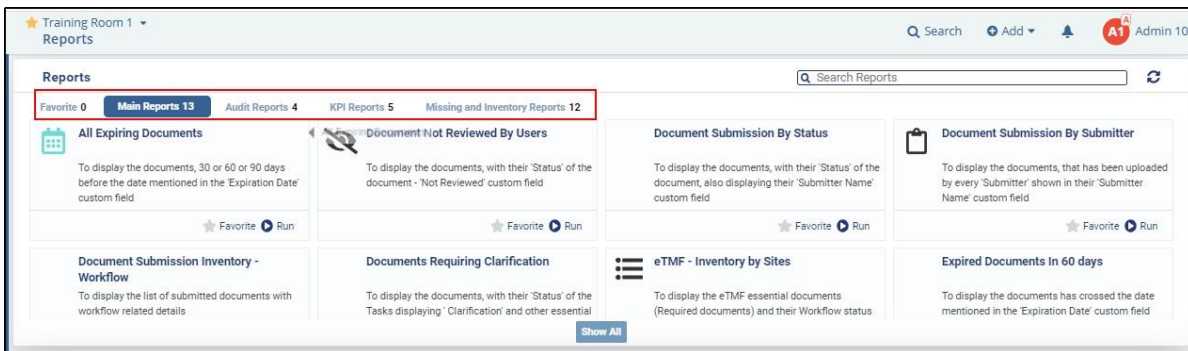 Training Room 1
Reports
Search Add A A1 Admin 10
Reports
Search Reports
Favorite 0 Main Reports 13 Audit Reports 4 KPI Reports 5 Missing and Inventory Reports 12
All Expiring Documents
To display the documents, 30 or 60 or 90 days
before the date mentioned in the 'Expiration Date'
custom field
Favorite Run
All Expiring Documents
Document Not Reviewed By Users
To display the documents, with their 'Status' of the
document - 'Not Reviewed' custom field
Favorite Run
Document Submission By Status
To display the documents, with their 'Status' of the
document, also displaying their 'Submitter Name'
custom field
Favorite Run
Document Submission By Submitter
To display the documents, that has been uploaded
by every 'Submitter' shown in their 'Submitter
Name' custom field
Favorite Run
Document Submission Inventory -
Workflow
To display the list of submitted documents with
workflow related details
Documents Requiring Clarification
To display the documents, with their 'Status' of the
Tasks displaying ' Clarification' and other essential
eTMF - Inventory by Sites
To display the eTMF essential documents
(Required documents) and their Workflow status
Expired Documents In 60 days
To display the documents has crossed the date
mentioned in the 'Expiration Date' custom field
Show All